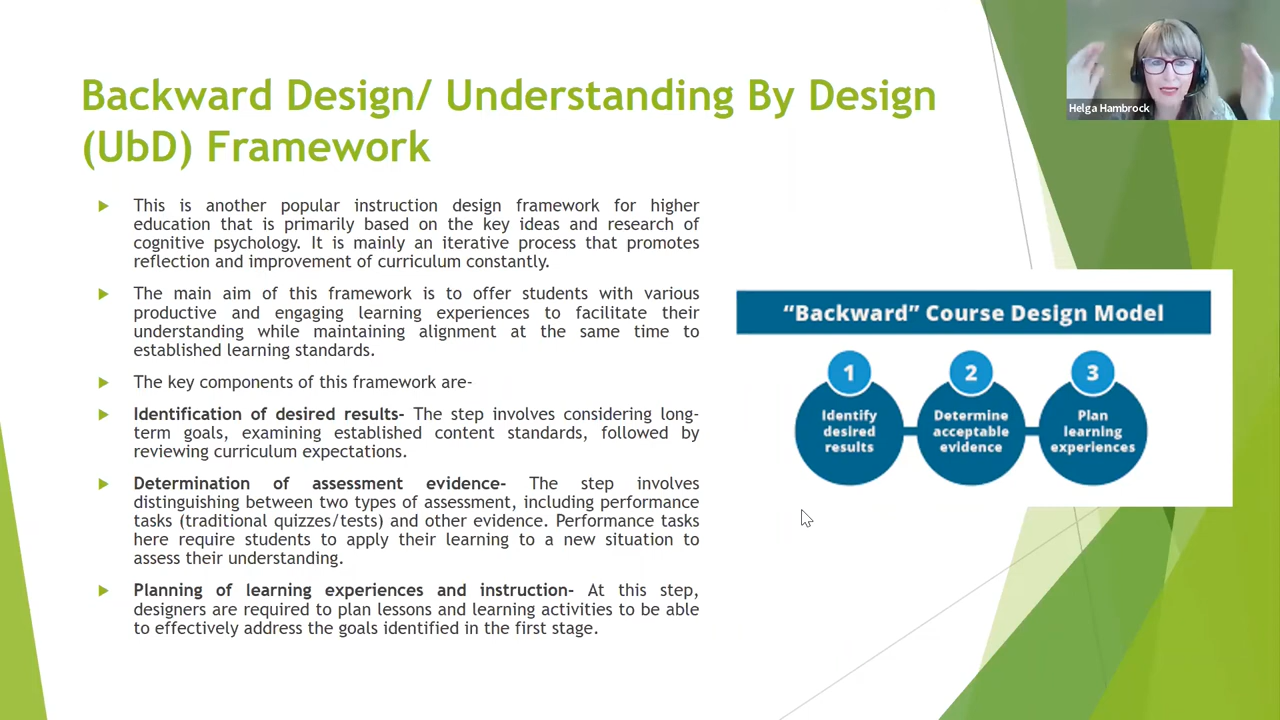 Backward Design/ Understanding By Design
(UbD) Framework
Helga Hambrock
This is another popular instruction design framework for higher
education that is primarily based on the key ideas and research of
cognitive psychology. It is mainly an iterative process that promotes
reflection and improvement of curriculum constantly.
The main aim of this framework is to offer students with various
productive and engaging learning experiences to facilitate their
understanding while maintaining alignment at the same time to
established learning standards.
The key components of this framework are-
Identification of desired results- The step involves considering long-
term goals, examining established content standards, followed by
reviewing curriculum expectations.
Determination of assessment evidence- The step involves
distinguishing between two types of assessment, including performance
tasks (traditional quizzes/tests) and other evidence. Performance tasks
here require students to apply their learning to a new situation to
assess their understanding.
Planning of learning experiences and instruction- At this step,
designers are required to plan lessons and learning activities to be able
to effectively address the goals identified in the first stage.
“Backward” Course Design Model
1
Identify
desired
results
2
Determine
acceptable
evidence
3
Plan
learning
experiences